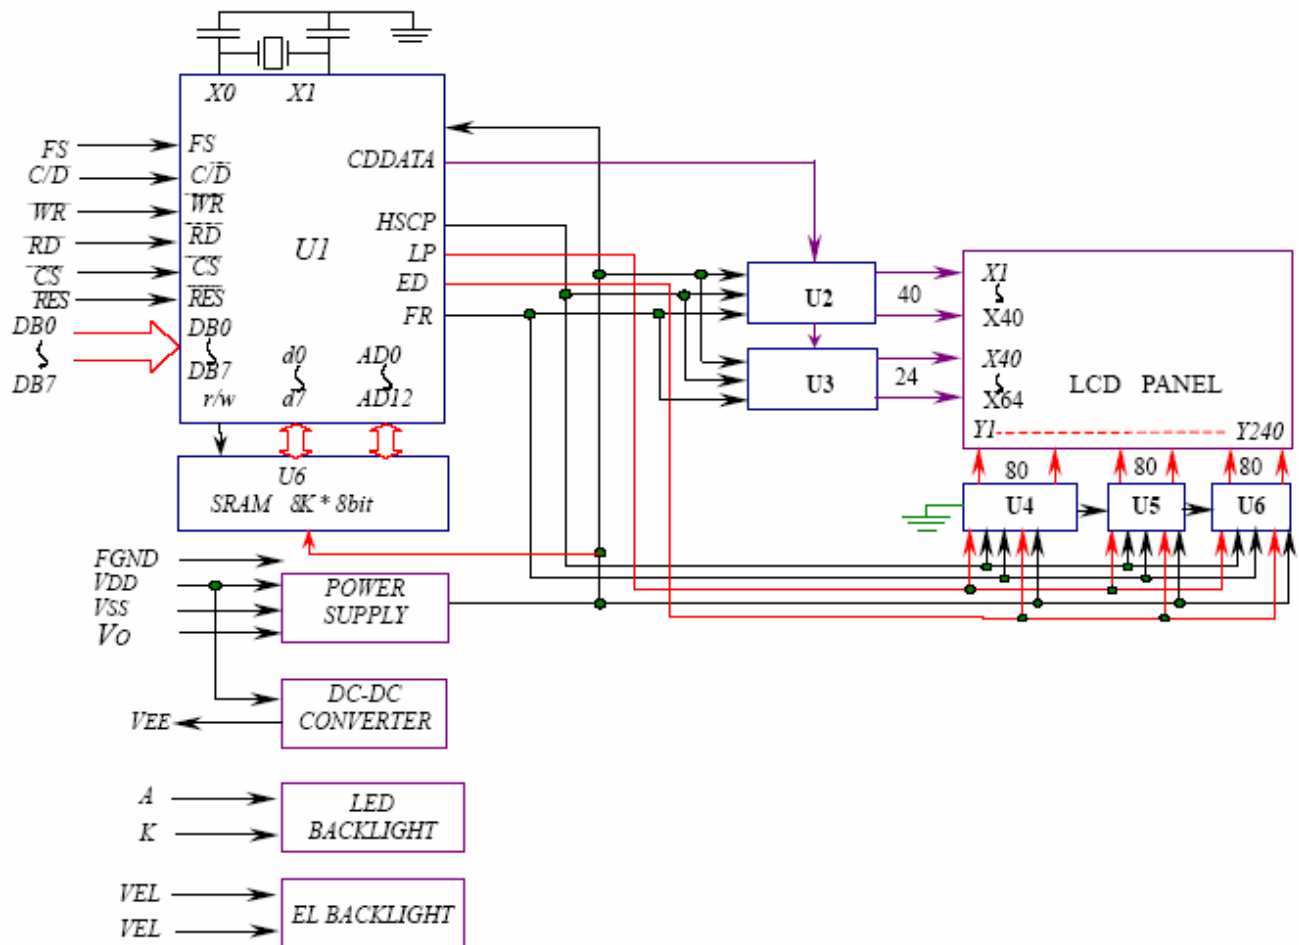 X0 X1
FS
C/D
WR
RD
CS
RES
DB0
DB7
FS
C/D
WR
RD
CS
RES
DB0
DB7
r/w
U1
d0
d7
AD0
AD12
CDDATA
HSCP
LP
ED
FR
U6
SRAM 8K * 8bit
U2
U3
40
24
X1
X40
X40
X64
LCD PANEL
Y1 Y240
80
80
80
U4
U5
U6
FGND
VDD
VSS
Vo
POWER
SUPPLY
VEE
DC-DC
CONVERTER
A
K
LED
BACKLIGHT
VEL
VEL
EL BACKLIGHT